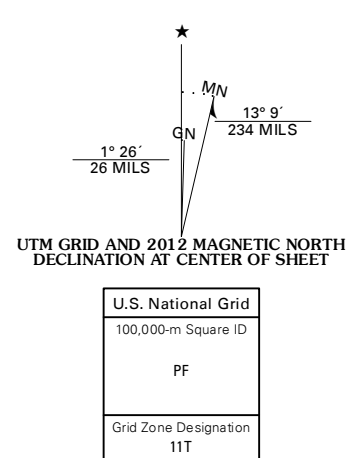 ★
MN
GN
13° 9´
234 MILS
1° 26´
26 MILS
UTM GRID AND 2012 MAGNETIC NORTH
DECLINATION AT CENTER OF SHEET
U.S. National Grid
100,000-m Square ID
PF
Grid Zone Designation
11T